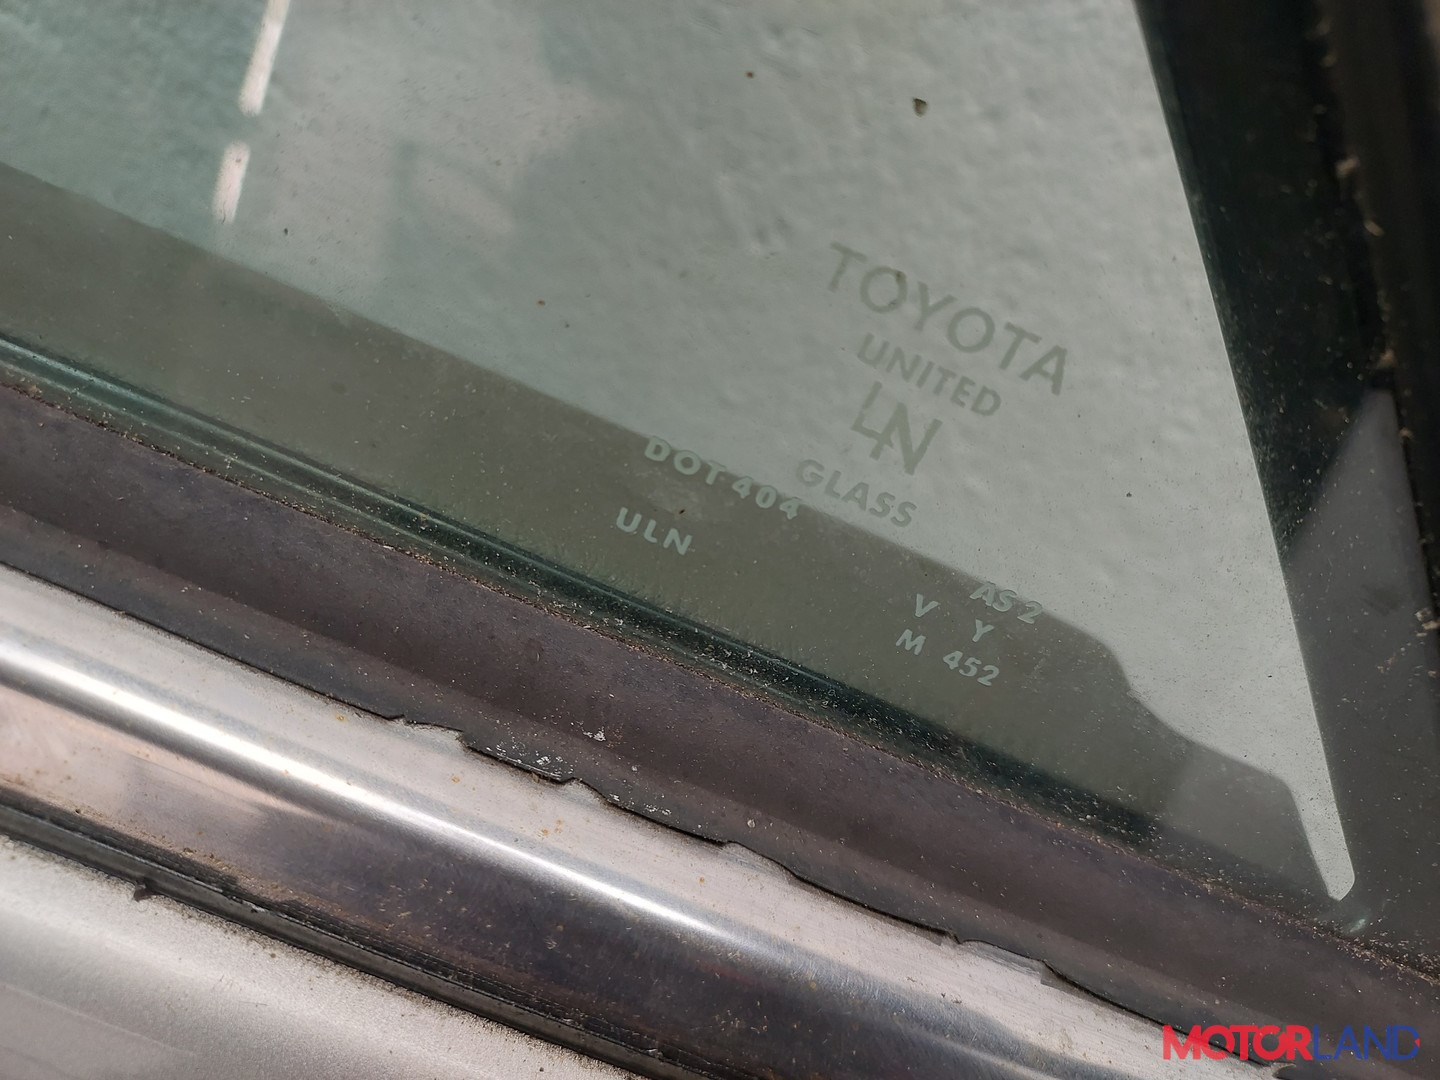 TOYOTA
UNITED
LN
GLASS
DOT 404
ULN
AS 2
V Y
M 452
MOTORLAND